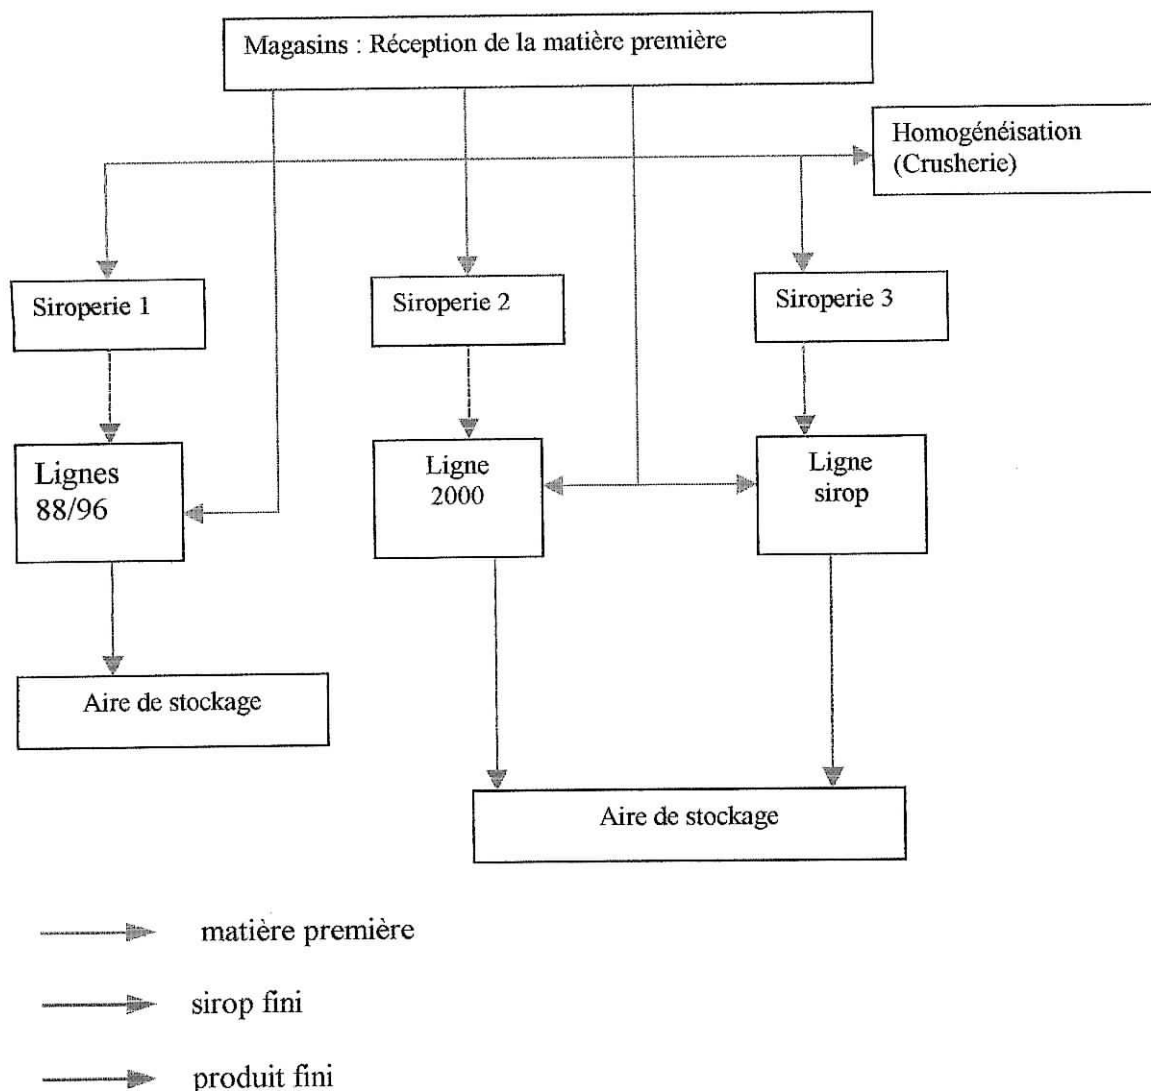 Magasins : Réception de la matière première
Homogénéisation
(Crusherie)
Siroperie 1
Siroperie 2
Siroperie 3
Lignes
88/96
Ligne
2000
Ligne
sirop
Aire de stockage
Aire de stockage
matière première
sirop fini
produit fini